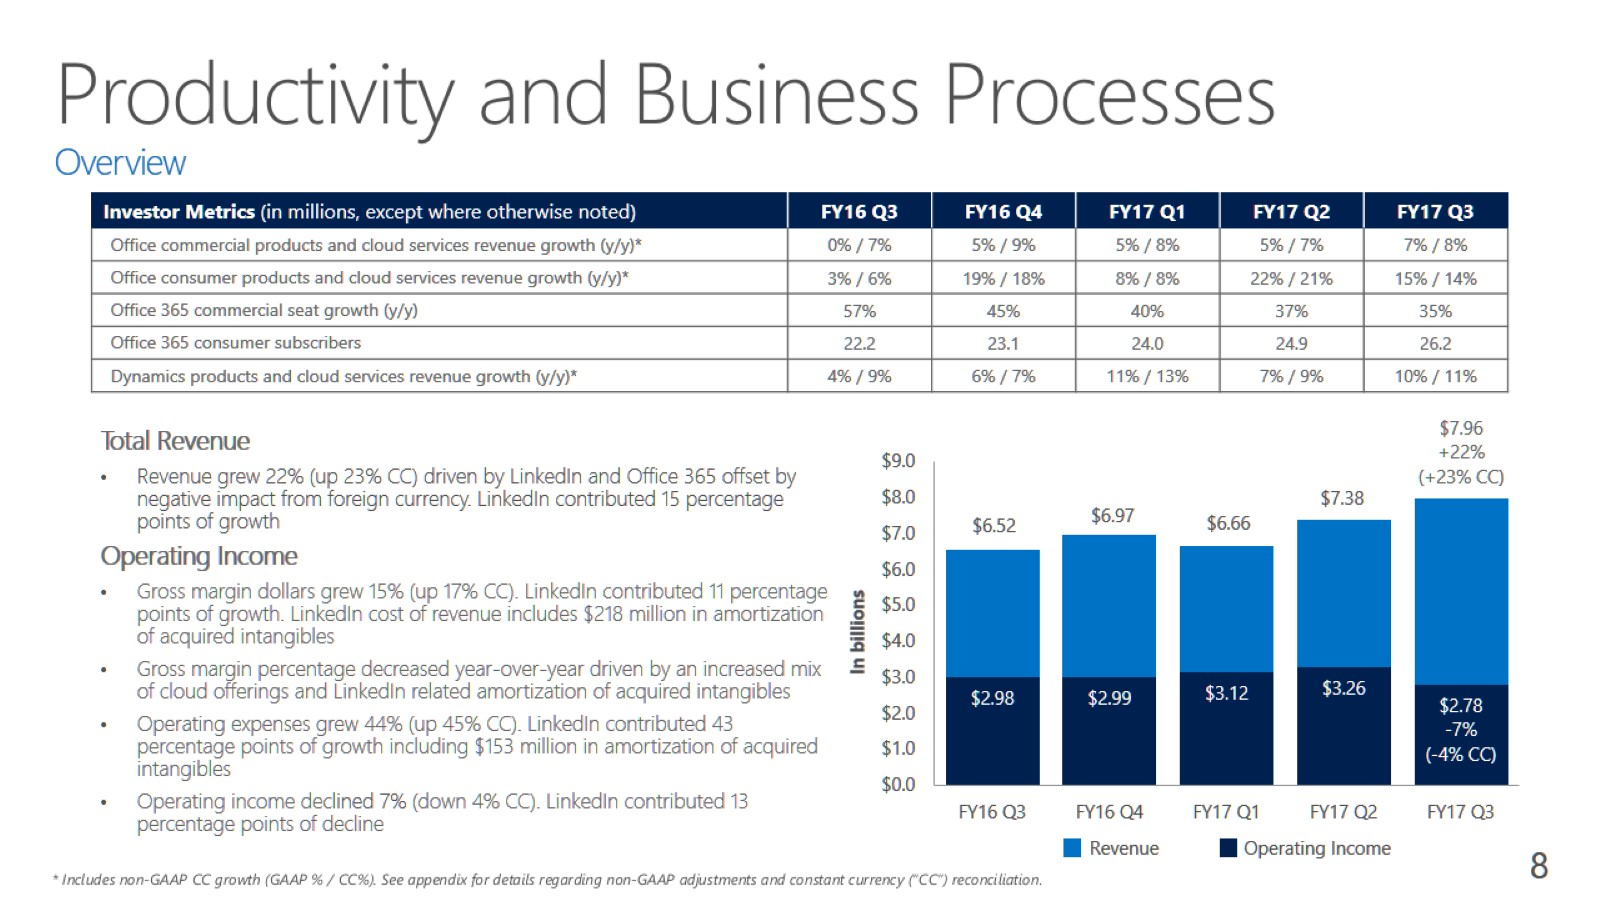 Productivity and Business Processes
Overview
Investor Metrics (in millions, except where otherwise noted) FY16 Q3 FY16 Q4 FY17 Q1 FY17 Q2 FY17 Q3
Office commercial products and cloud services revenue growth (y/y)* 0% / 7% 5% / 9% 5% / 8% 5% / 7% 7% / 8%
Office consumer products and cloud services revenue growth (y/y)* 3% / 6% 19% / 18% 8% / 8% 22% / 21% 15% / 14%
Office 365 commercial seat growth (y/y) 57% 45% 40% 37% 35%
Office 365 consumer subscribers 22.2 23.1 24.0 24.9 26.2
Dynamics products and cloud services revenue growth (y/y)* 4% / 9% 6% / 7% 11% / 13% 7% / 9% 10% / 11%
Total Revenue
• Revenue grew 22% (up 23% CC) driven by LinkedIn and Office 365 offset by
negative impact from foreign currency. LinkedIn contributed 15 percentage
points of growth
Operating Income
• Gross margin dollars grew 15% (up 17% CC). LinkedIn contributed 11 percentage
points of growth. LinkedIn cost of revenue includes $218 million in amortization
of acquired intangibles
• Gross margin percentage decreased year-over-year driven by an increased mix
of cloud offerings and LinkedIn related amortization of acquired intangibles
• Operating expenses grew 44% (up 45% CC). LinkedIn contributed 43
percentage points of growth including $153 million in amortization of acquired
intangibles
• Operating income declined 7% (down 4% CC). LinkedIn contributed 13
percentage points of decline
In billions
$9.0
$8.0
$7.0
$6.0
$5.0
$4.0
$3.0
$2.0
$1.0
$0.0
$6.52
$6.97
$6.66
$7.38
$7.96
+22%
(+23% CC)
$2.98
$2.99
$3.12
$3.26
$2.78
-7%
(-4% CC)
FY16 Q3 FY16 Q4 FY17 Q1 FY17 Q2 FY17 Q3
Revenue Operating Income
* Includes non-GAAP CC growth (GAAP % / CC%). See appendix for details regarding non-GAAP adjustments and constant currency ("CC") reconciliation.
8